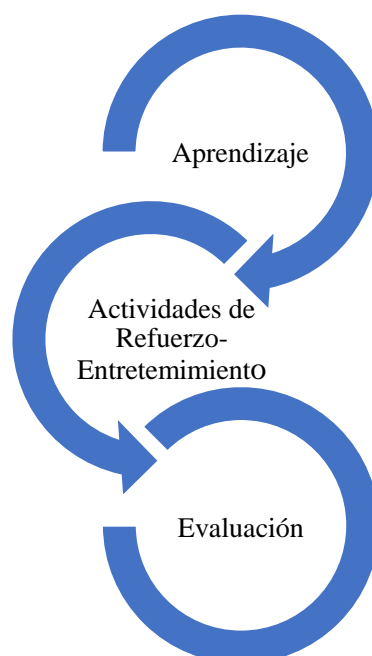 Aprendizaje
Actividades de
Refuerzo-
Entretemimiento
Evaluación